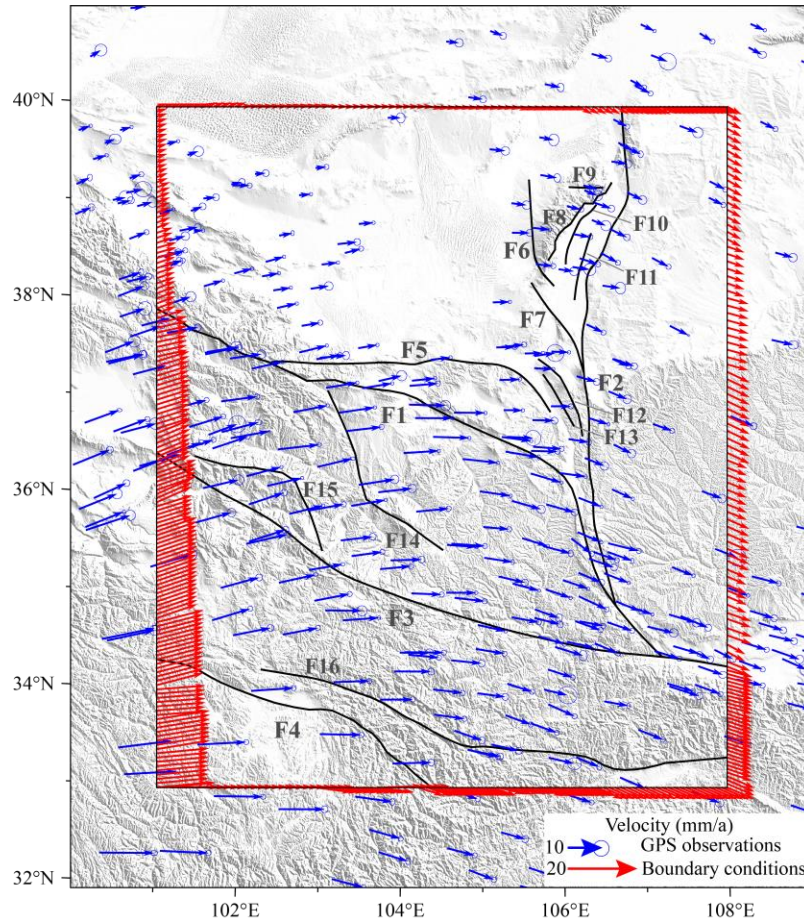 40°N
F9
F8
F10
F6
F11
38°N
F7
F5
F2
F1
F12
F13
36°N
F15
F14
F3
34°N
F16
F4
Velocity (mm/a)
10 GPS observations
20 Boundary conditions
32°N
102°E 104°E 106°E 108°E